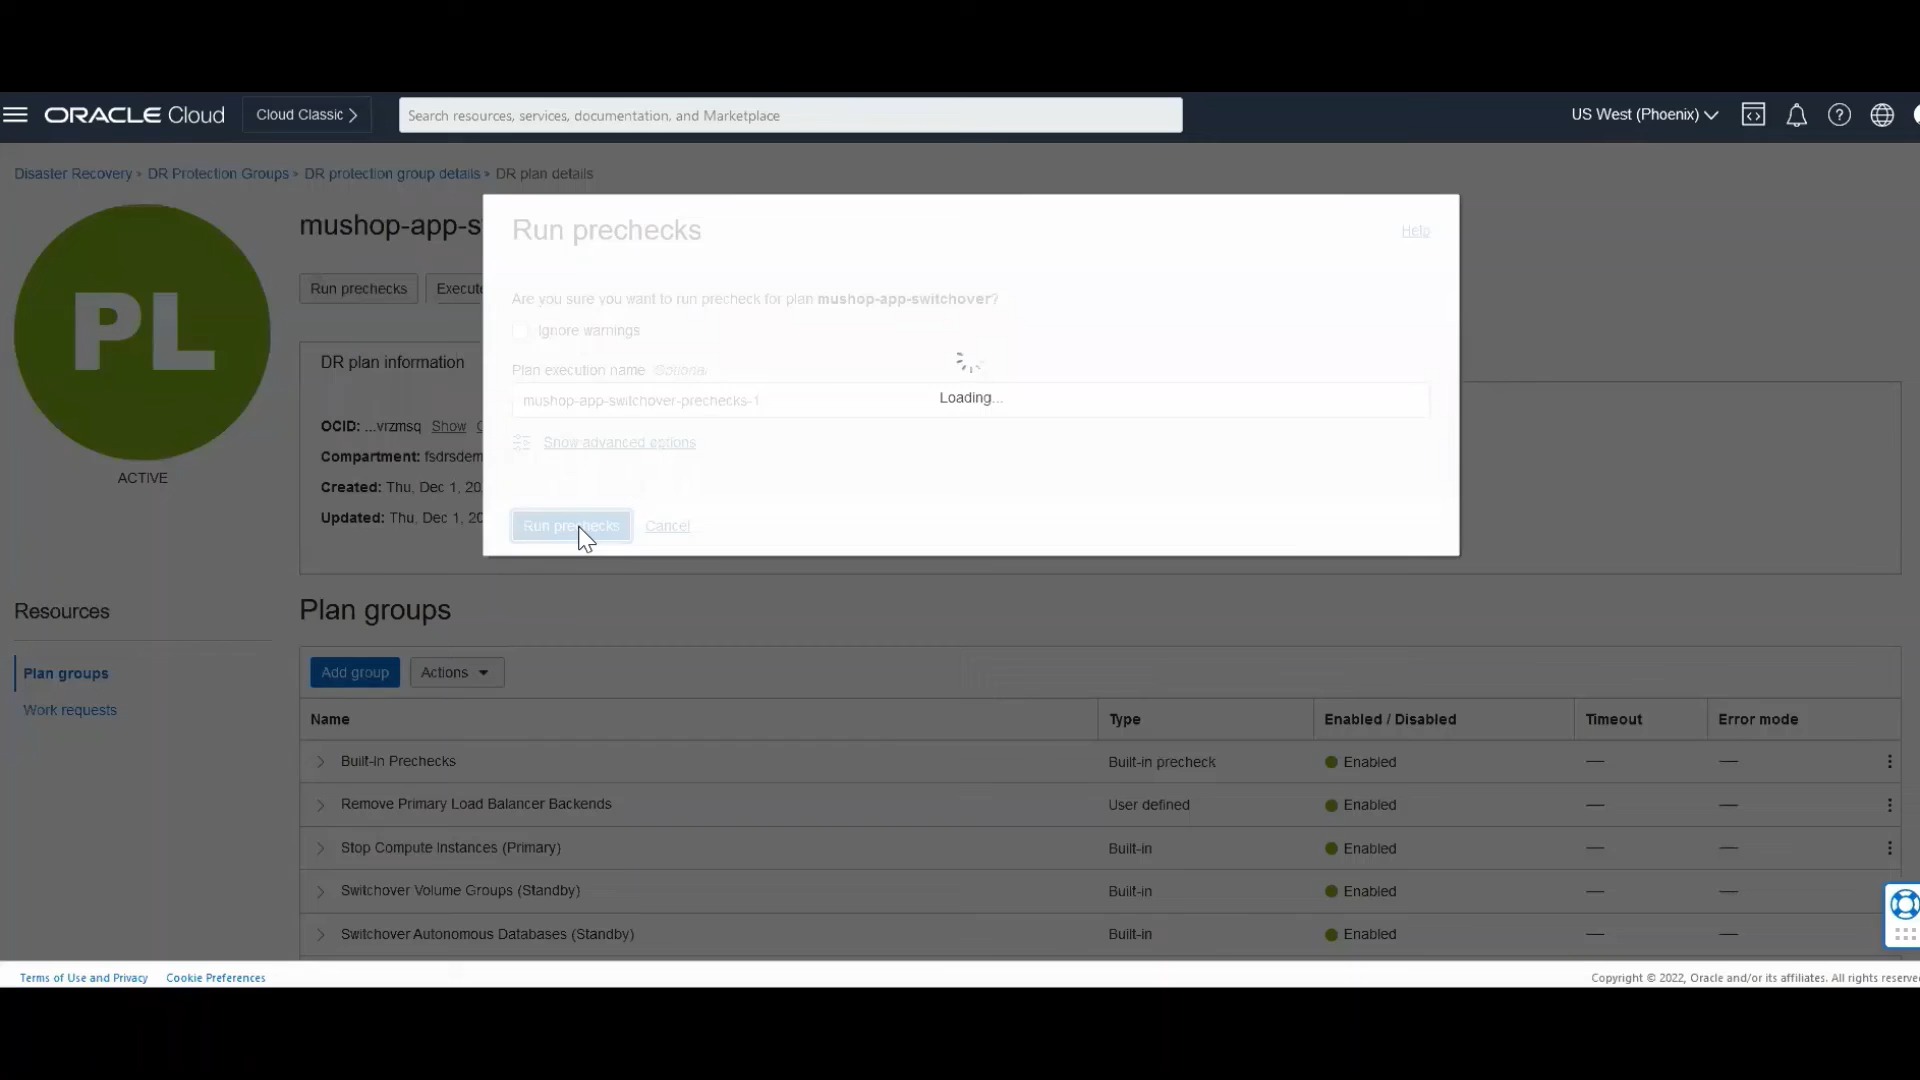 ORACLE Cloud
Cloud Classic
Search resources, services, documentation, and Marketplace
US West (Phoenix)
Disaster Recovery » DR Protection Groups » DR protection group details » DR plan details
PL
ACTIVE
mushop-app-s
Run prechecks
Execute
DR plan information
OCID: ...vrzmsq Show
Compartment: fsdrsdem
Created: Thu, Dec 1, 20
Updated: Thu, Dec 1, 20
Run prechecks
Help
Are you sure you want to run precheck for plan mushop-app-switchover?
Ignore warnings
Plan execution name Optional
mushop-app-switchover-prechecks-1
Loading...
Show advanced options
Run prechecks
Cancel
Resources
Plan groups
Work requests
Plan groups
Add group
Actions
Name Type Enabled / Disabled Timeout Error mode
Built-in Prechecks Built-in precheck Enabled — —
Remove Primary Load Balancer Backends User defined Enabled — —
Stop Compute Instances (Primary) Built-in Enabled — —
Switchover Volume Groups (Standby) Built-in Enabled — —
Switchover Autonomous Databases (Standby) Built-in Enabled — —
Terms of Use and Privacy Cookie Preferences
Copyright © 2022, Oracle and/or its affiliates. All rights reserve